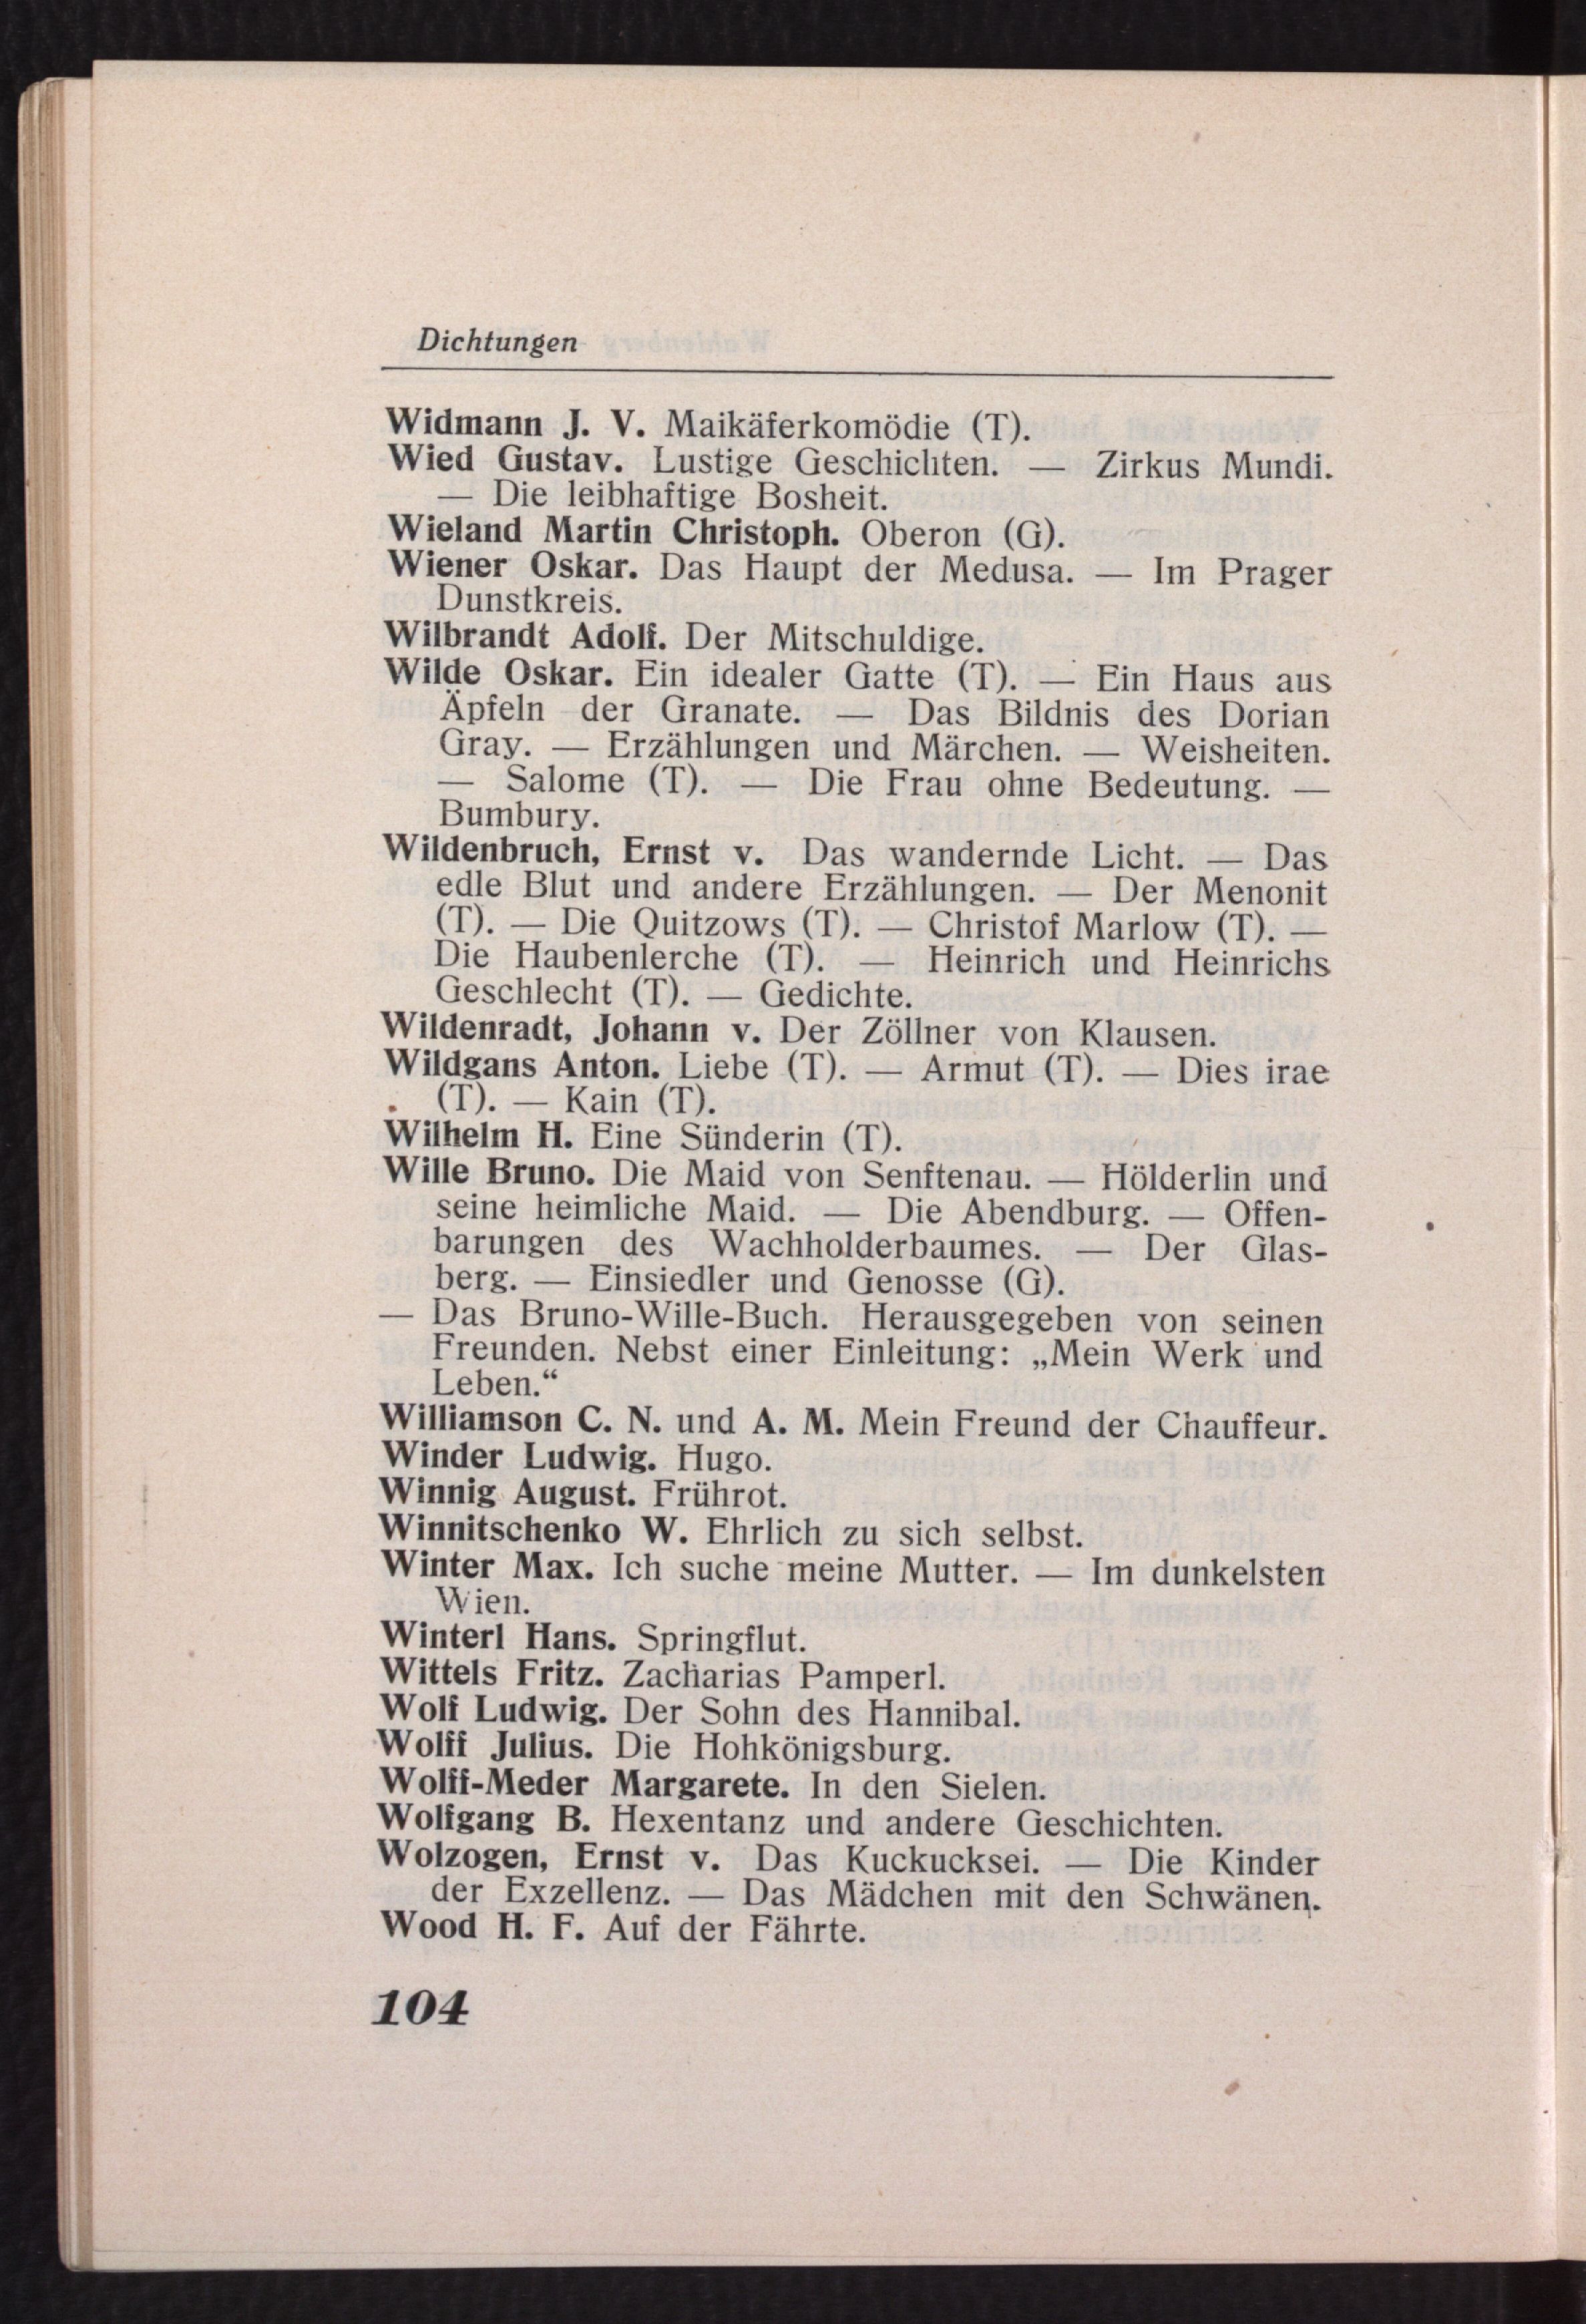 Dichtungen
Widmann J. V. Maikäferkomödie (T).
Wied Gustav. Lustige Geschichten. — Zirkus Mundi.
— Die leibhaftige Bosheit.
Wieland Martin Christoph. Oberon (G).
Wiener Oskar. Das Haupt der Medusa. — Im Prager
Dunstkreis.
Wilbrandt Adolf. Der Mitschuldige.
Wilde Oskar. Ein idealer Gatte (T). — Ein Haus aus
Äpfeln der Granate. — Das Bildnis des Dorian
Gray. — Erzählungen und Märchen. — Weisheiten.
— Salome (T). — Die Frau ohne Bedeutung. —
Bumbury.
Wildenbruch, Ernst v. Das wandernde Licht. — Das
edle Blut und andere Erzählungen. — Der Menonit
(T). — Die Quitzows (T). — Christof Marlow (T). —
Die Haubenlerche (T). — Heinrich und Heinrichs
Geschlecht (T). — Gedichte.
Wildenradt, Johann v. Der Zöllner von Klausen.
Wildgans Anton. Liebe (T). — Armut (T). — Dies irae
(T). — Kain (T).
Wilhelm H. Eine Sünderin (T).
Wille Bruno. Die Maid von Senftenau. — Hölderlin und
seine heimliche Maid. — Die Abendburg. — Offen-
barungen des Wachholderbaumes. — Der Glas-
berg. — Einsiedler und Genosse (G).
— Das Bruno-Wille-Buch. Herausgegeben von seinen
Freunden. Nebst einer Einleitung: „Mein Werk und
Leben.“
Williamson C. N. und A. M. Mein Freund der Chauffeur.
Winder Ludwig. Hugo.
Winnig August. Frührot.
Winnitschenko W. Ehrlich zu sich selbst.
Winter Max. Ich suche meine Mutter. — Im dunkelsten
Wien.
Winterl Hans. Springflut.
Wittels Fritz. Zacharias Pamperl.
Wolf Ludwig. Der Sohn des Hannibal.
Wolff Julius. Die Hohkönigsburg.
Wolff-Meder Margarete. In den Sielen.
Wolfgang B. Hexentanz und andere Geschichten.
Wolzogen, Ernst v. Das Kuckucksei. — Die Kinder
der Exzellenz. — Das Mädchen mit den Schwänen.
Wood H. F. Auf der Fährte.
104